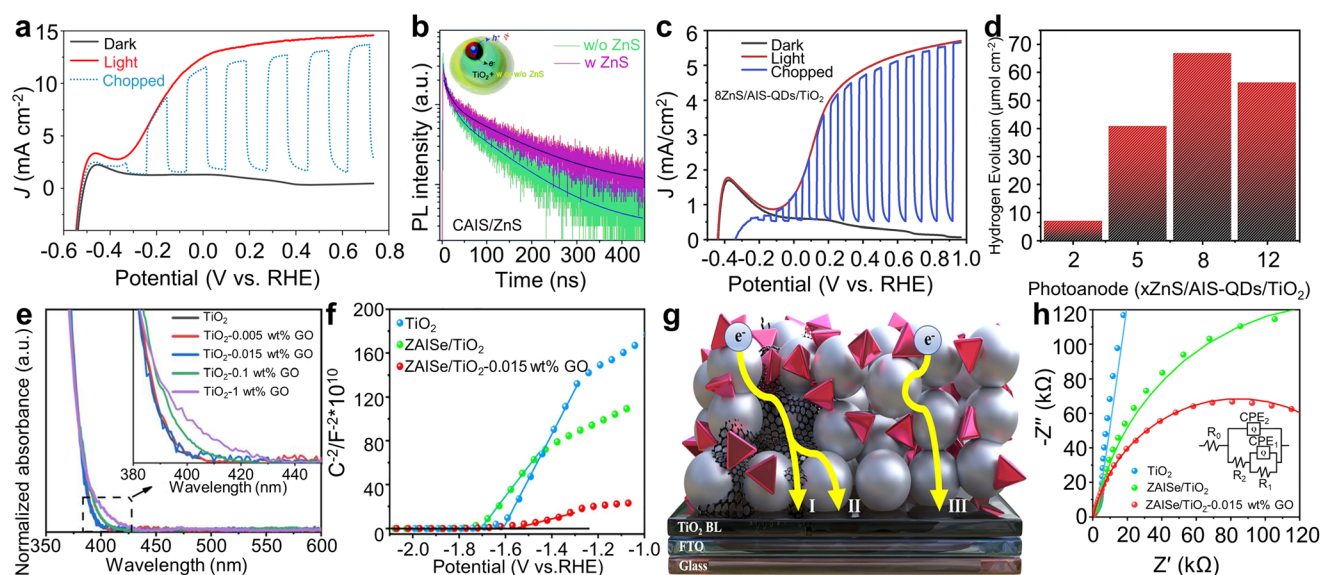 a
15
10
5
0
J (mA cm⁻²)
Dark
Light
Chopped
-0.6 -0.4 -0.2 0.0 0.2 0.4 0.6 0.8
Potential (V vs. RHE)
b
PL intensity (a.u.)
h⁺
e⁻
w/o ZnS
w ZnS
CAIS/ZnS
0 100 200 300 400
Time (ns)
c
6
5
4
3
2
1
0
J (mA/cm²)
Dark
Light
Chopped
8ZnS/AIS-QDs/TiO₂
-0.4 -0.2 0.0 0.2 0.4 0.6 0.8 1.0
Potential (V vs. RHE)
d
70
60
50
40
30
20
10
0
Hydrogen Evolution (μmol cm⁻²)
2 5 8 12
Photoanode (xZnS/AIS-QDs/TiO₂)
e
Normalized absorbance (a.u.)
TiO₂
TiO₂-0.005 wt% GO
TiO₂-0.015 wt% GO
TiO₂-0.1 wt% GO
TiO₂-1 wt% GO
380 400 420 440
Wavelength (nm)
350 400 450 500 550 600
Wavelength (nm)
f
200
160
120
80
40
0
C⁻²/F⁻²*10¹⁰
TiO₂
ZAISe/TiO₂
ZAISe/TiO₂-0.015 wt% GO
-2.0 -1.8 -1.6 -1.4 -1.2 -1.0
Potential (V vs.RHE)
g
e⁻ e⁻
I II III
TiO₂ BL
FTO
Glass
h
120
100
80
60
40
20
0
-Z″ (kΩ)
CPE₂
Q
CPE₁
Q
R₀
R₂
R₁
TiO₂
ZAISe/TiO₂
ZAISe/TiO₂-0.015 wt% GO
0 20 40 60 80 100 120
Z′ (kΩ)